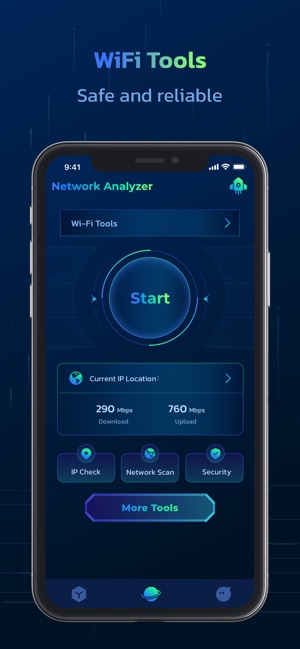 WiFi Tools
Safe and reliable
9:41
Network Analyzer
Wi-Fi Tools
Start
Current IP Location:
290 Mbps 760 Mbps
Download Upload
IP Check Network Scan Security
More Tools